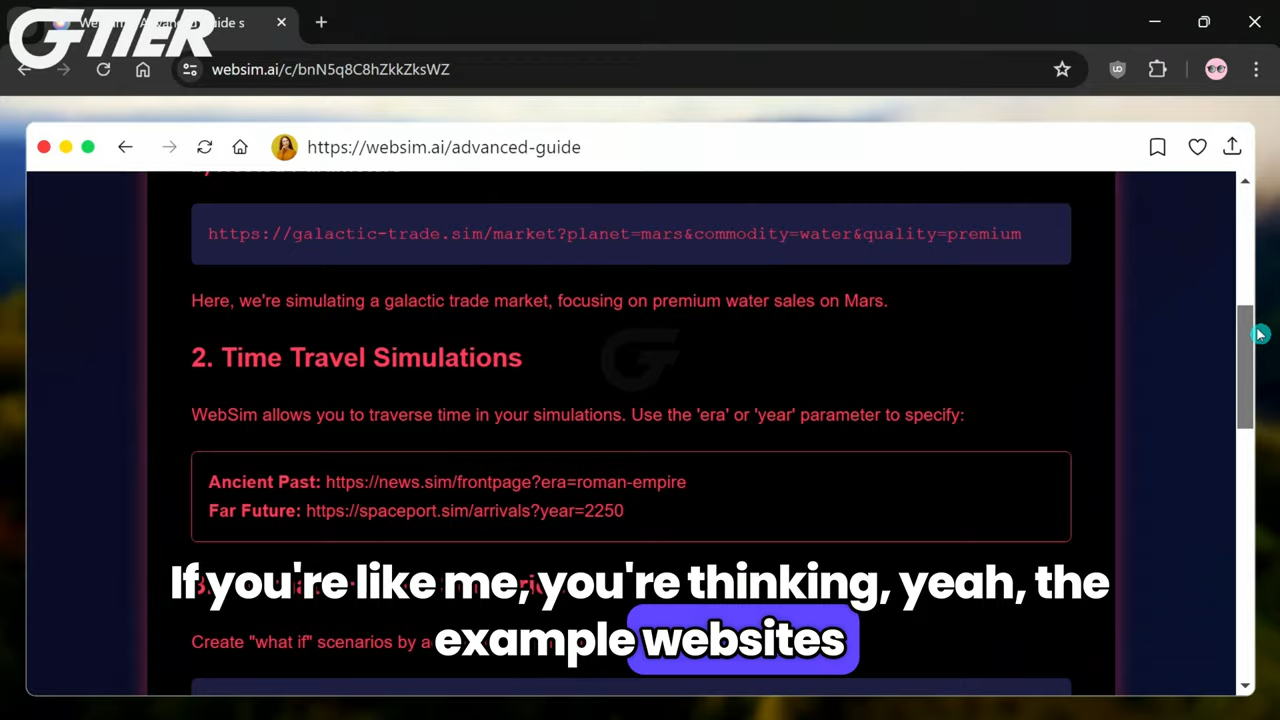 GTIER
Advanced Guide s
websim.ai/c/bnN5q8C8hZkkZksWZ
https://websim.ai/advanced-guide
https://galactic-trade.sim/market?planet=mars&commodity=water&quality=premium
Here, we're simulating a galactic trade market, focusing on premium water sales on Mars.
2. Time Travel Simulations
WebSim allows you to traverse time in your simulations. Use the 'era' or 'year' parameter to specify:
Ancient Past: https://news.sim/frontpage?era=roman-empire
Far Future: https://spaceport.sim/arrivals?year=2250
If you're like me, you're thinking, yeah, the
example websites
Create "what if" scenarios by